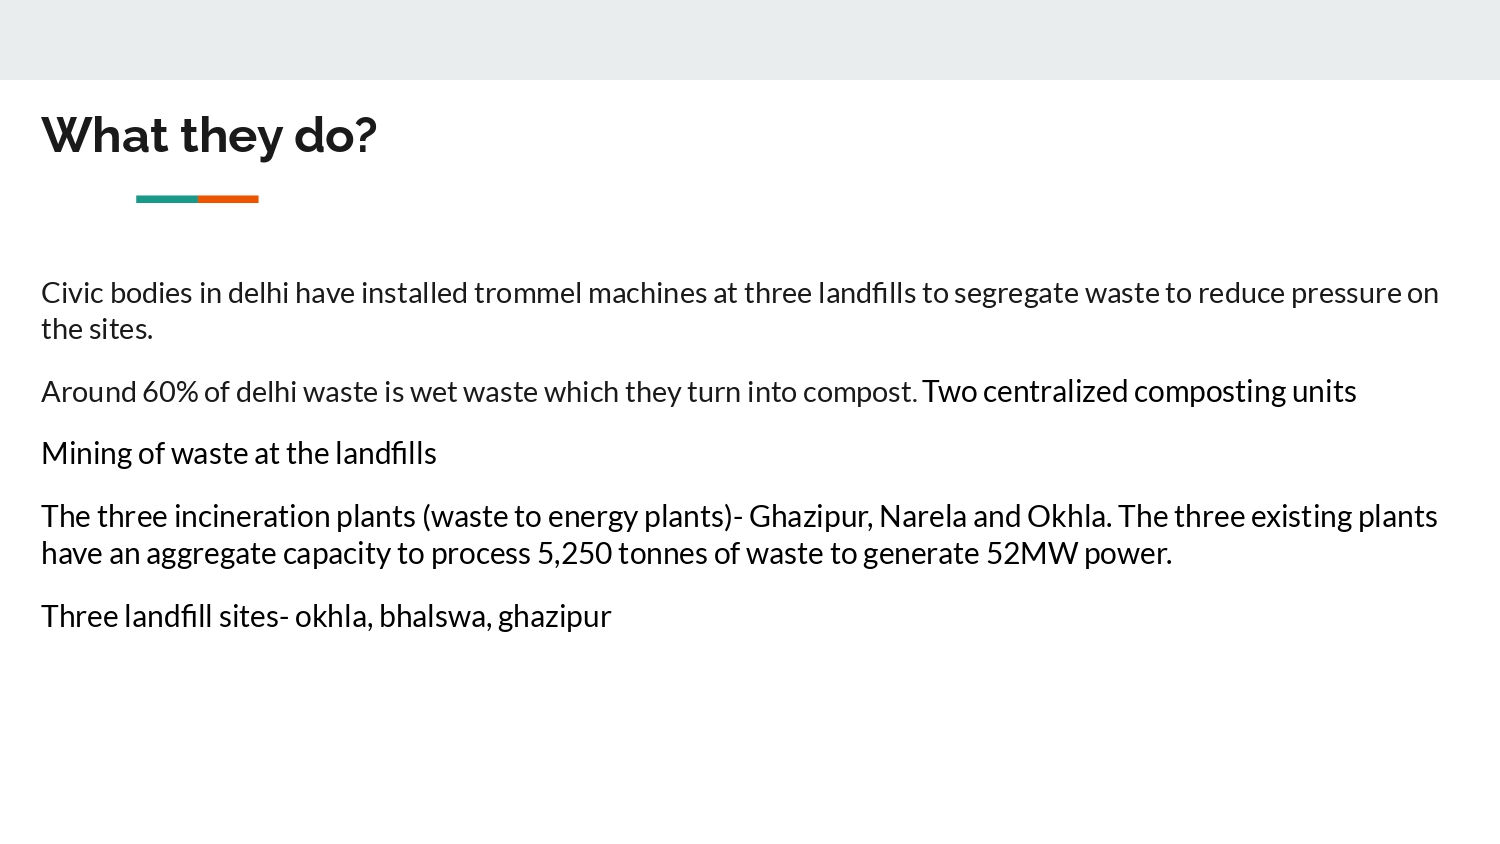 What they do?
Civic bodies in delhi have installed trommel machines at three landfills to segregate waste to reduce pressure on
the sites.
Around 60% of delhi waste is wet waste which they turn into compost. Two centralized composting units
Mining of waste at the landfills
The three incineration plants (waste to energy plants)- Ghazipur, Narela and Okhla. The three existing plants
have an aggregate capacity to process 5,250 tonnes of waste to generate 52MW power.
Three landfill sites- okhla, bhalswa, ghazipur